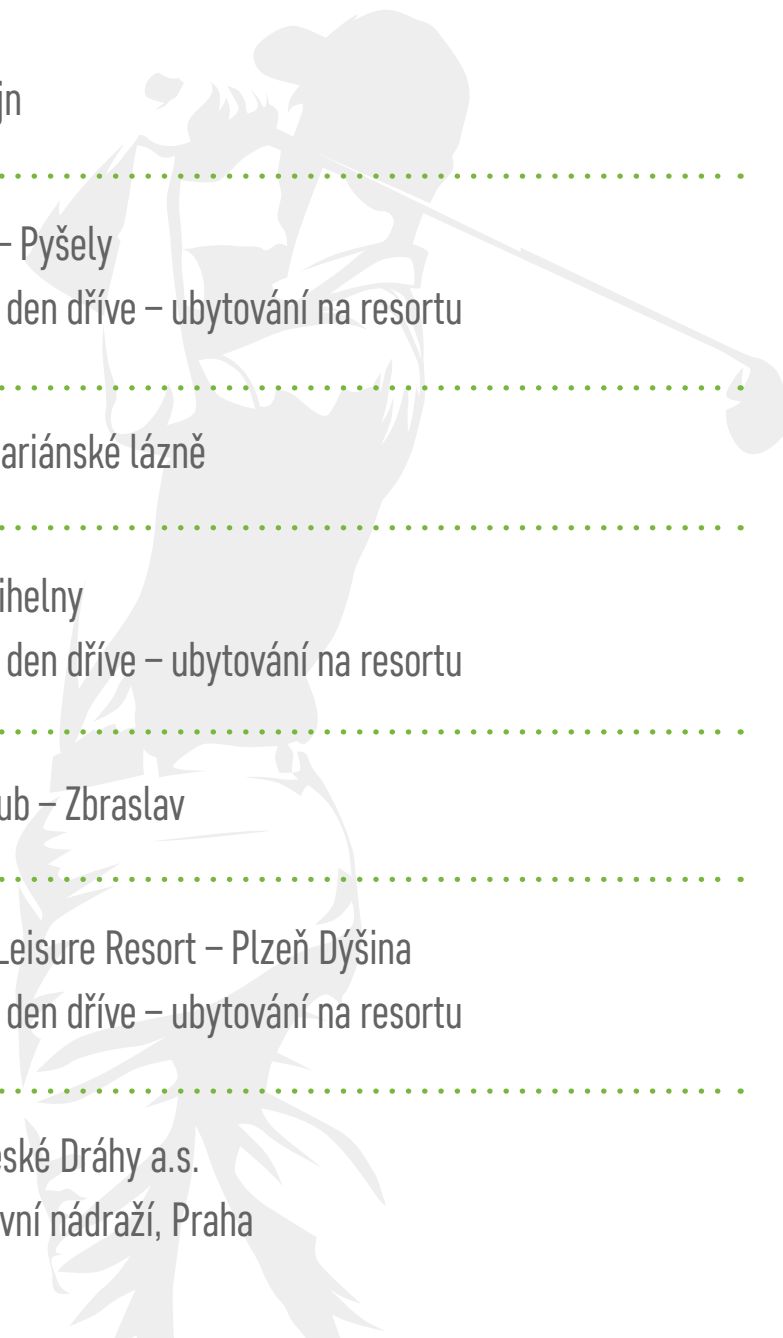 jn
– Pyšely
den dříve – ubytování na resortu
ariánské lázně
ihelny
den dříve – ubytování na resortu
ub – Zbraslav
Leisure Resort – Plzeň Dýšina
den dříve – ubytování na resortu
eské Dráhy a.s.
vní nádraží, Praha